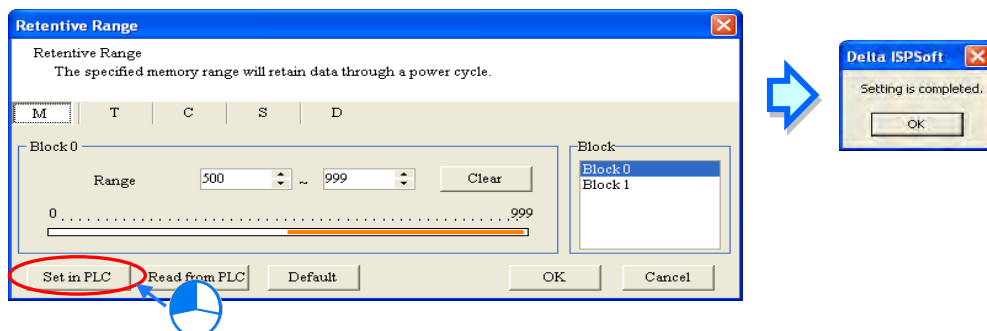 Retentive Range
Retentive Range
The specified memory range will retain data through a power cycle.
M T C S D
Block 0
Range 500 ~ 999 Clear
0 999
Block
Block 0
Block 1
Set in PLC Read from PLC Default OK Cancel
Delta ISPSoft
Setting is completed.
OK